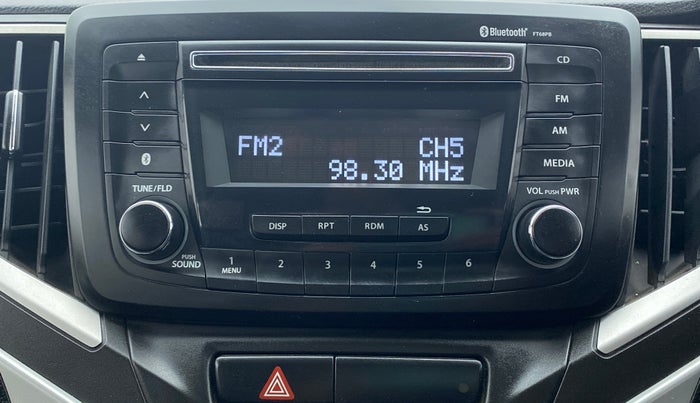 Bluetooth® FT68PB
CD
FM
AM
MEDIA
FM2 CH5
98.30 MHz
TUNE/FLD
VOL PUSH PWR
DISP RPT RDM AS
PUSH
SOUND
1 2 3 4 5 6
MENU